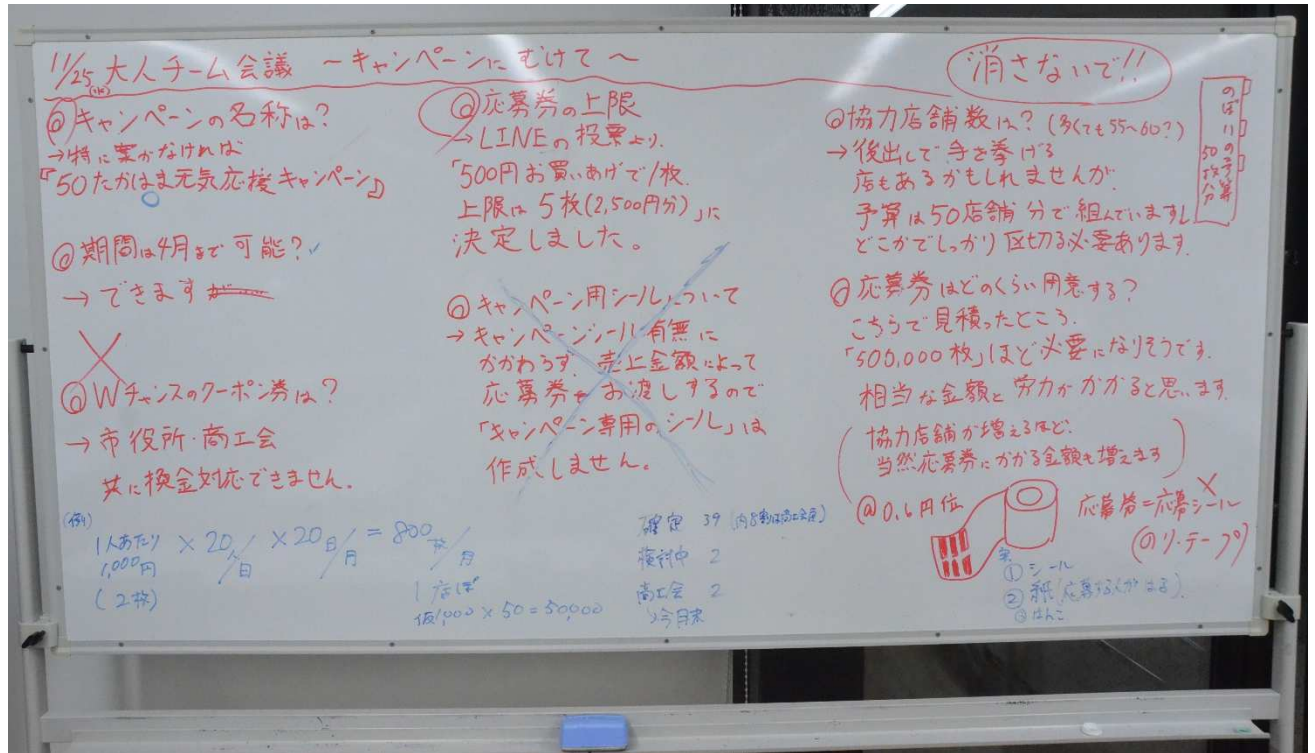 11/25(水) 大人チーム会議 ～キャンペーンにむけて～
消さないで!!
◎キャンペーンの名称は?
→特に案がなければ
『50たかはま元気応援キャンペーン』
◎期間は4月まで可能?
→できます
◎Wチャンスのクーポン券は?
→市役所・商工会
共に換金対応できません。
◎応募券の上限
→LINEの投票より、
「500円お買いあげで1枚、
上限は5枚(2,500円分)」に
決定しました。
◎キャンペーン用シールについて
→キャンペーンシール有無に
かかわらず、売上金額によって
応募券をお渡しするので
「キャンペーン専用のシール」は
作成しません。
◎協力店舗数は? (多くても55～60?)
→後出しで手を挙げる
店もあるかもしれませんが、
予算は50店舗分で組んでいますし
どこかでしっかり区切る必要あります。
のぼりの予算
50枚分
◎応募券はどのくらい用意する?
こちらで見積ったところ、
「500,000枚」ほど必要になりそうです。
相当な金額と労力がかかると思います。
(協力店舗が増えるほど、
当然応募券にかかる金額も増えます)
(@0.6円位
応募券=応募シール
(のり・テープ)
案
①シール
②紙(応募する人がはる)
③はんこ
(例)
1人あたり
1,000円
(2枚)
×20人/日 ×20日/月 = 800枚/月
1店ぽ
仮1,000×50=50,000
確定 39
検討中 2
商工会 2
今月末